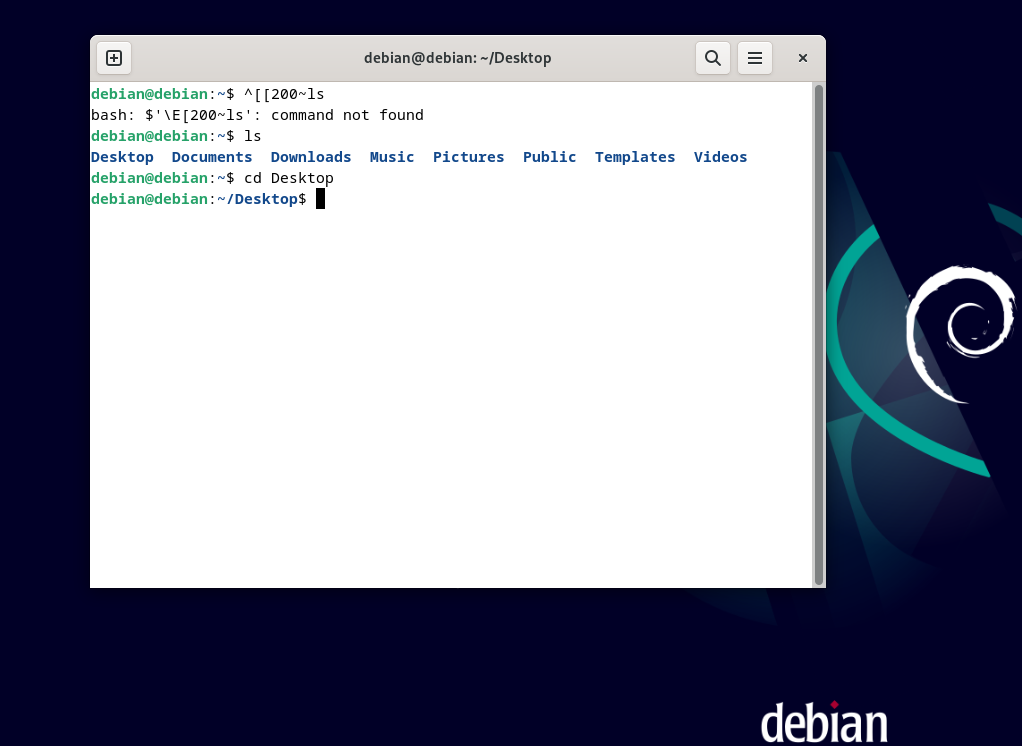 debian@debian: ~/Desktop
debian@debian:~$ ^[[200~ls
bash: $'\E[200~ls': command not found
debian@debian:~$ ls
Desktop  Documents  Downloads  Music  Pictures  Public  Templates  Videos
debian@debian:~$ cd Desktop
debian@debian:~/Desktop$
debian